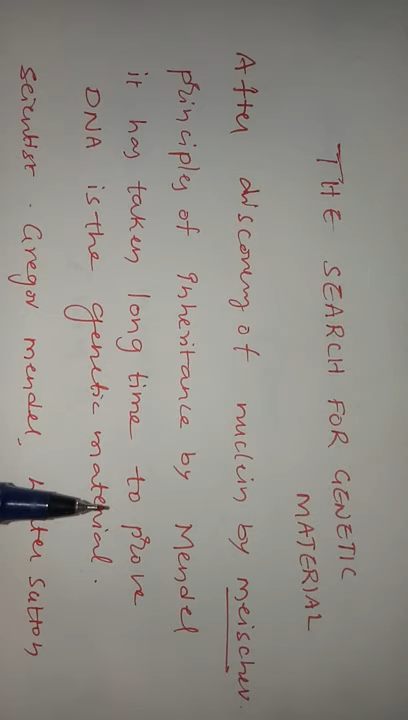 THE SEARCH FOR GENETIC
MATERIAL
After discovery of nuclein by meischer.
Principles of Inheritance by Mendel
it has taken long time to prove
DNA is the genetic material.
Scientist. Gregor mendel, Sutton